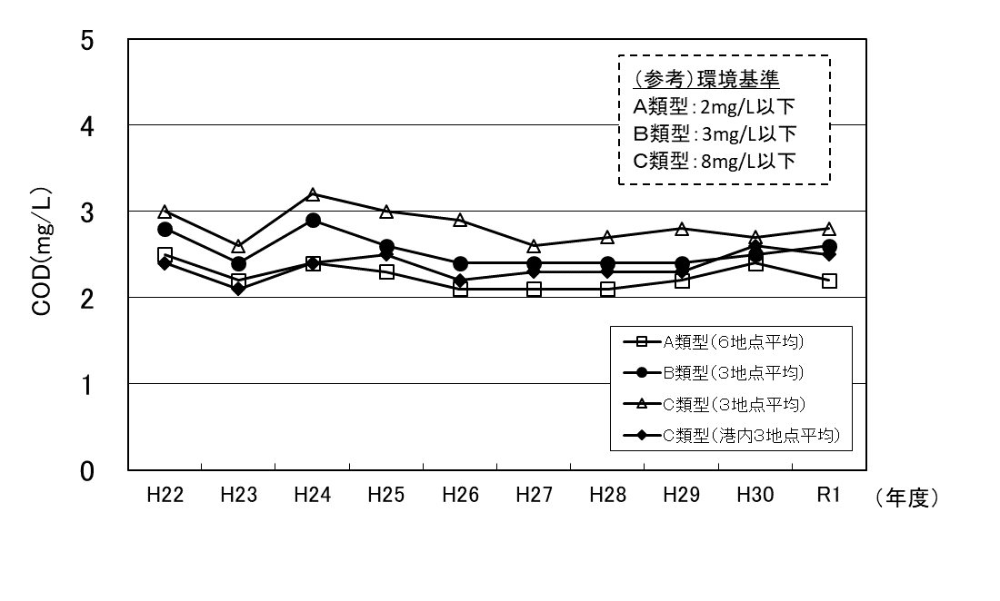 5
4
3
2
1
0
COD(mg/L)
（参考）環境基準
Ａ類型：2mg/L以下
Ｂ類型：3mg/L以下
Ｃ類型：8mg/L以下
A類型（６地点平均）
B類型（３地点平均）
Ｃ類型（３地点平均）
Ｃ類型（港内３地点平均）
H22 H23 H24 H25 H26 H27 H28 H29 H30 R1 （年度）